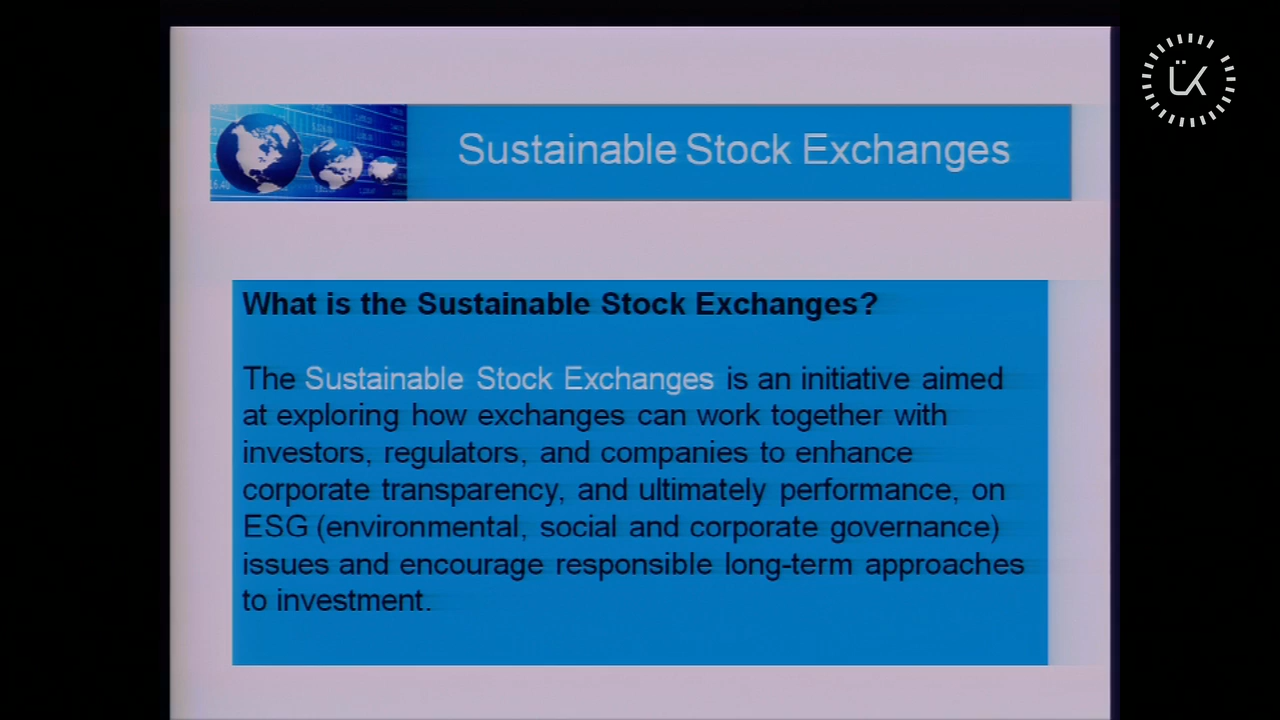 Sustainable Stock Exchanges
What is the Sustainable Stock Exchanges?
The Sustainable Stock Exchanges is an initiative aimed
at exploring how exchanges can work together with
investors, regulators, and companies to enhance
corporate transparency, and ultimately performance, on
ESG (environmental, social and corporate governance)
issues and encourage responsible long-term approaches
to investment.